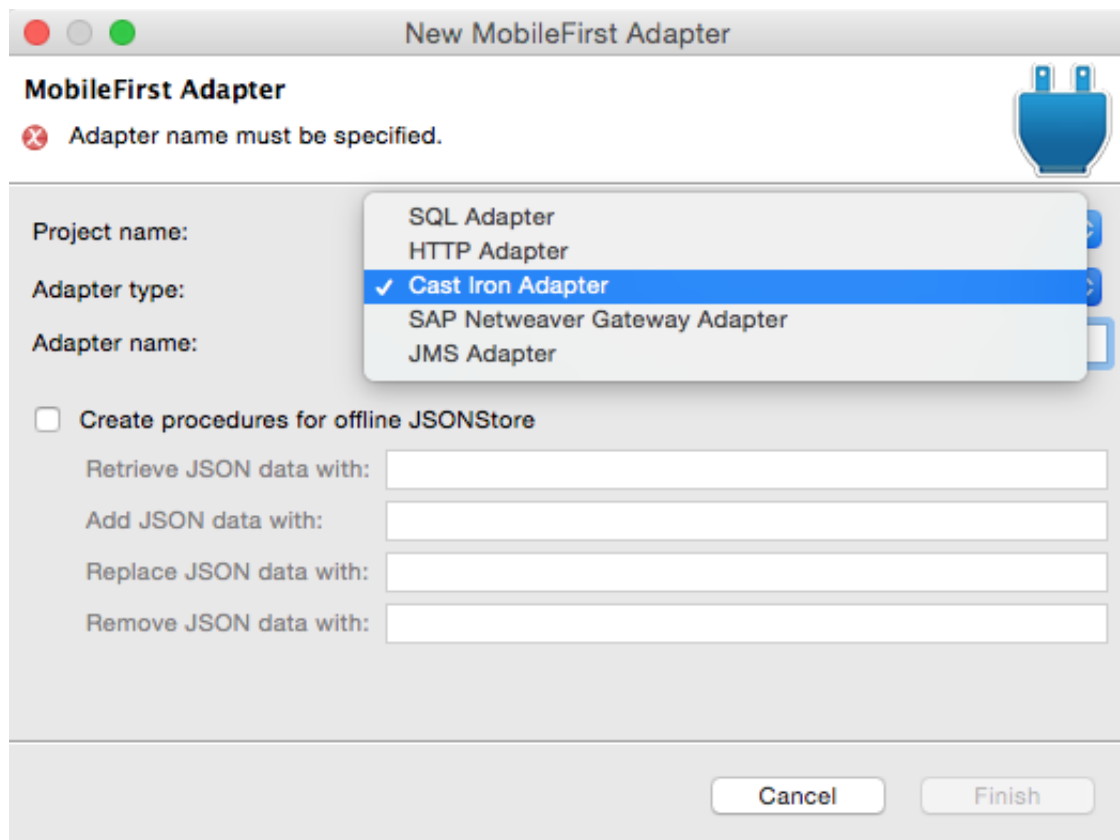 New MobileFirst Adapter
MobileFirst Adapter
Adapter name must be specified.
Project name:
SQL Adapter
HTTP Adapter
Adapter type:
✓ Cast Iron Adapter
SAP Netweaver Gateway Adapter
Adapter name:
JMS Adapter
Create procedures for offline JSONStore
Retrieve JSON data with:
Add JSON data with:
Replace JSON data with:
Remove JSON data with:
Cancel
Finish